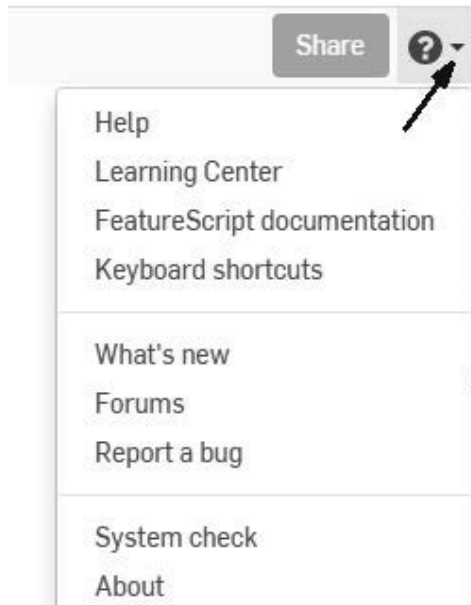 Share
Help
Learning Center
FeatureScript documentation
Keyboard shortcuts
What's new
Forums
Report a bug
System check
About